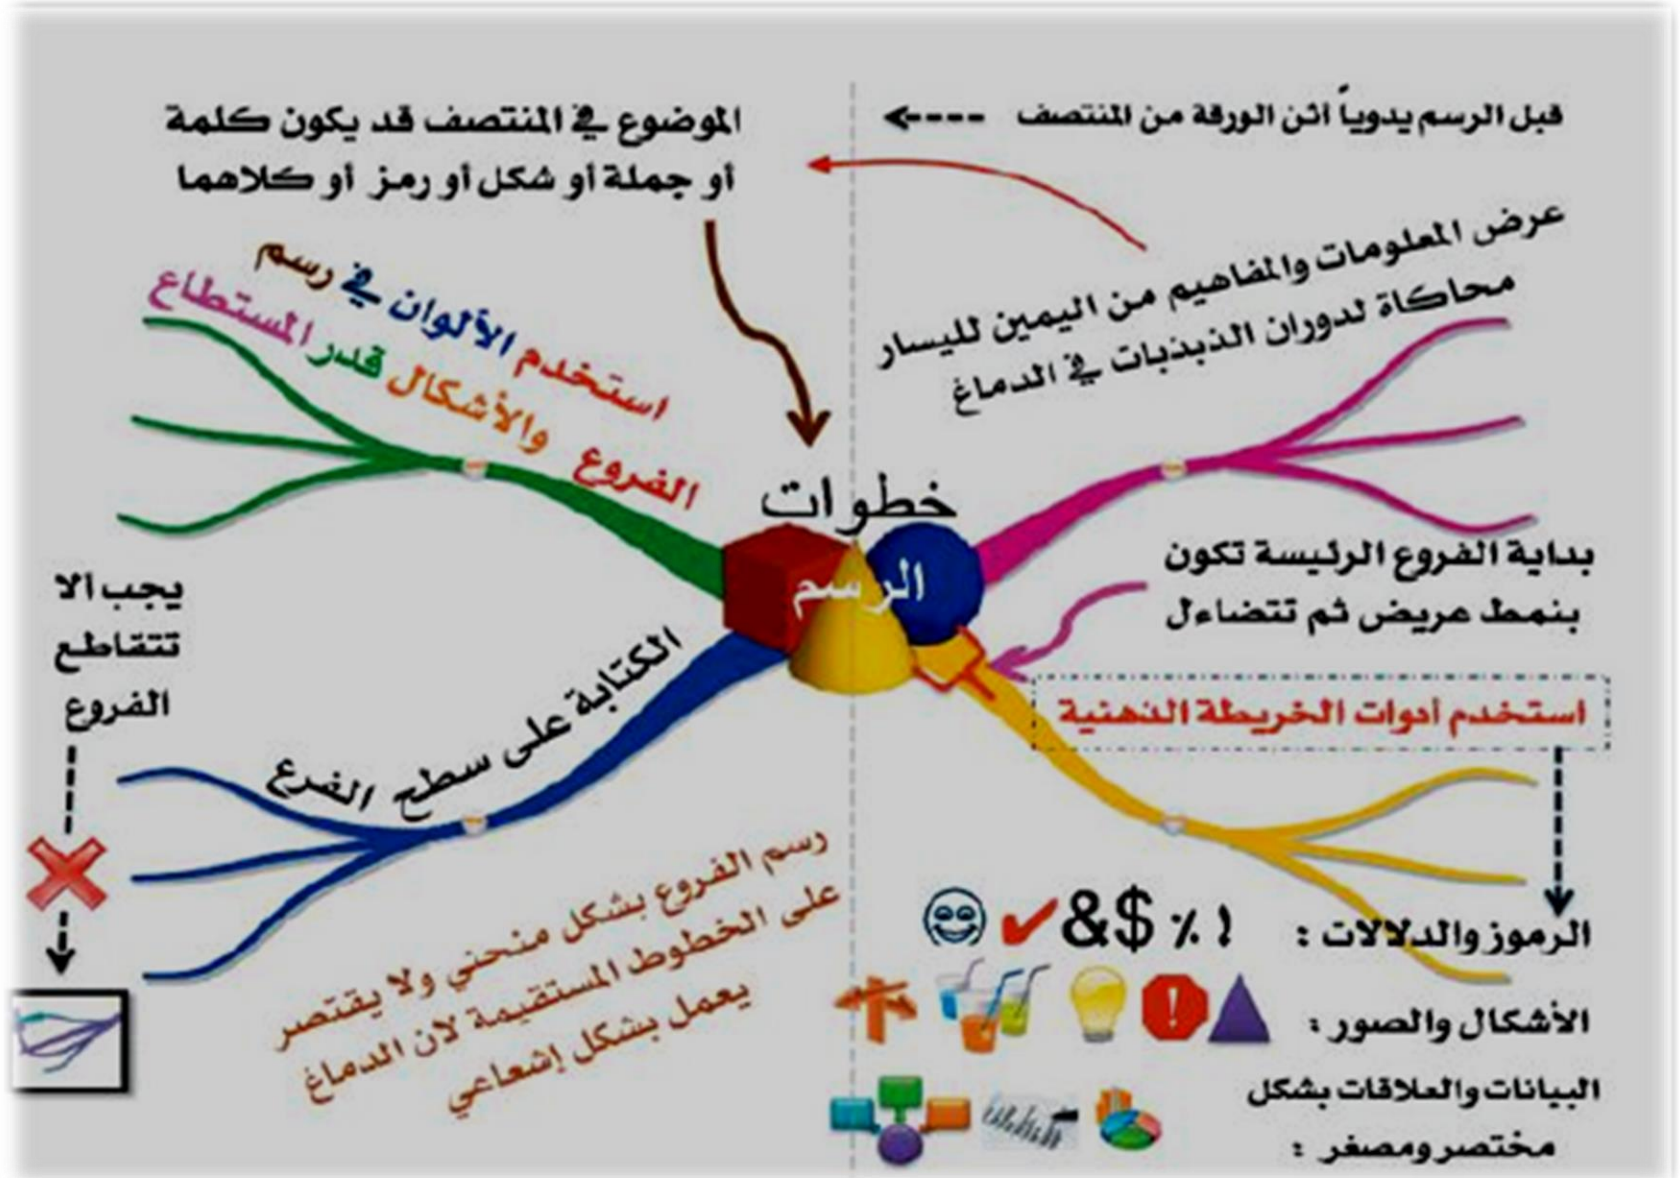 قبل الرسم يدوياً أثن الورقة من المنتصف
الموضوع في المنتصف قد يكون كلمة
أو جملة أو شكل أو رمز أو كلاهما
عرض المعلومات والمفاهيم من اليمين لليسار
محاكاة لدوران الذبذبات في الدماغ
استخدم الألوان في رسم
الفروع والأشكال قدر المستطاع
خطوات
الرسم
بداية الفروع الرئيسة تكون
بنمط عريض ثم تتضاءل
يجب ألا
تتقاطع
الفروع
الكتابة على سطح الفرع
استخدم أدوات الخريطة الذهنية
رسم الفروع بشكل منحني ولا يقتصر
على الخطوط المستقيمة لان الدماغ
يعمل بشكل إشعاعي
الرموز والدلالات : ! ٪ $ &
الأشكال والصور :
!
البيانات والعلاقات بشكل
مختصر ومصغر :